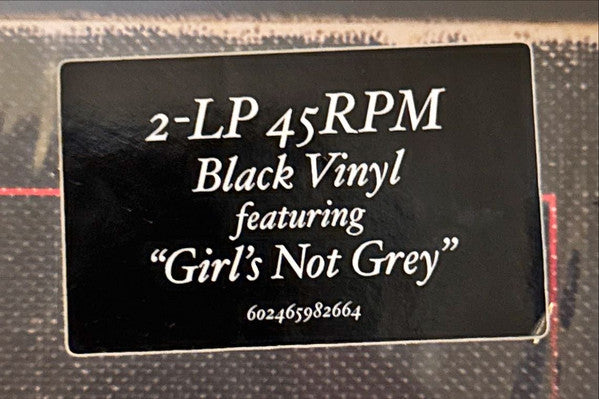 2-LP 45RPM
Black Vinyl
featuring
“Girl’s Not Grey”
602465982664